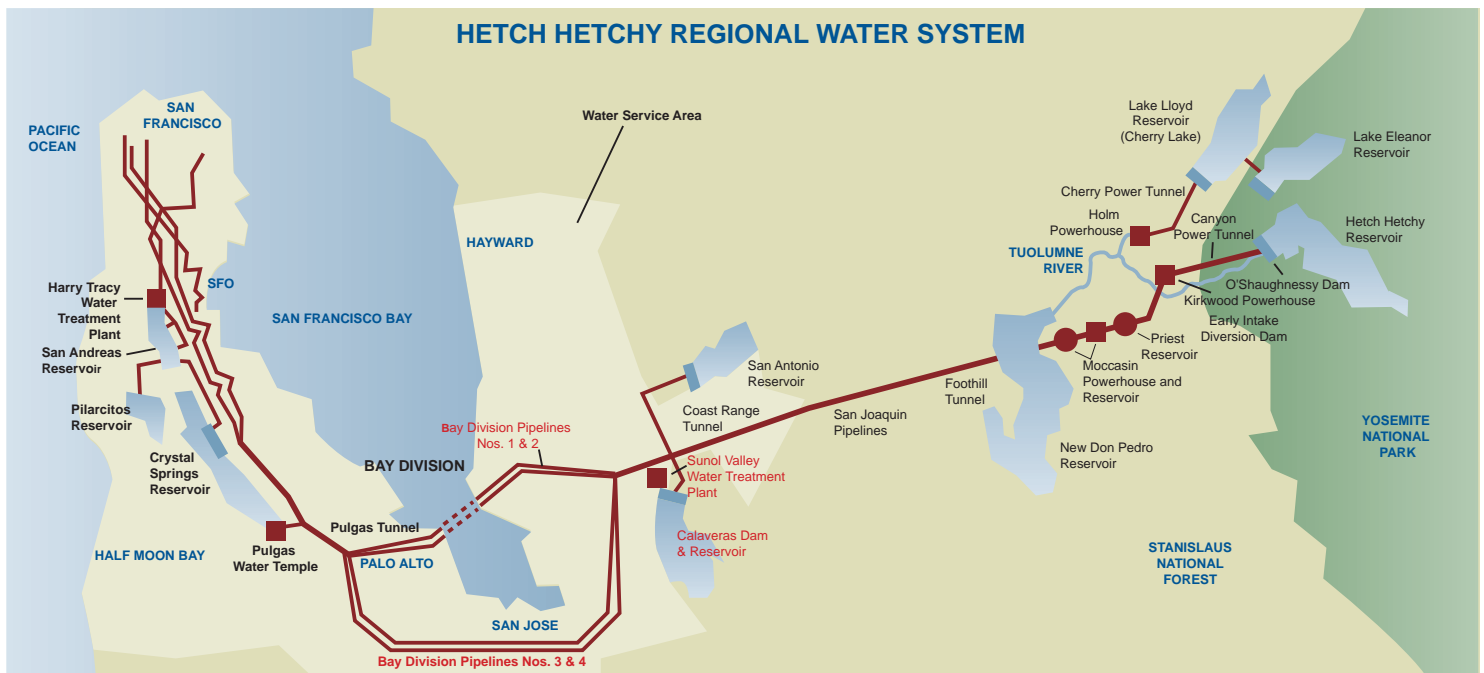 HETCH HETCHY REGIONAL WATER SYSTEM
PACIFIC
OCEAN
SAN
FRANCISCO
Water Service Area
HAYWARD
SFO
SAN FRANCISCO BAY
Harry Tracy
Water
Treatment
Plant
San Andreas
Reservoir
Pilarcitos
Reservoir
Crystal
Springs
Reservoir
HALF MOON BAY
Pulgas
Water Temple
Pulgas Tunnel
PALO ALTO
BAY DIVISION
Bay Division Pipelines
Nos. 1 & 2
SAN JOSE
Bay Division Pipelines Nos. 3 & 4
San Antonio
Reservoir
Coast Range
Tunnel
Sunol Valley
Water Treatment
Plant
Calaveras Dam
& Reservoir
San Joaquin
Pipelines
Foothill
Tunnel
New Don Pedro
Reservoir
Moccasin
Powerhouse and
Reservoir
Priest
Reservoir
Early Intake
Diversion Dam
Kirkwood Powerhouse
O'Shaughnessy Dam
TUOLUMNE
RIVER
Holm
Powerhouse
Cherry Power Tunnel
Canyon
Power Tunnel
Lake Lloyd
Reservoir
(Cherry Lake)
Lake Eleanor
Reservoir
Hetch Hetchy
Reservoir
YOSEMITE
NATIONAL
PARK
STANISLAUS
NATIONAL
FOREST